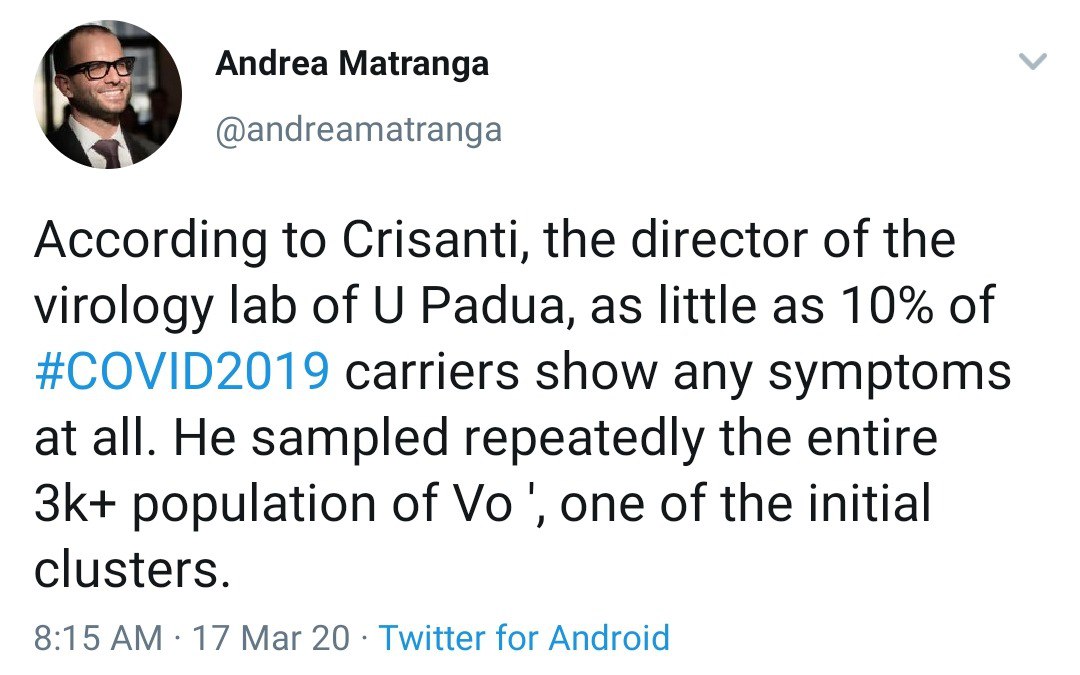 Andrea Matranga
@andreamatranga
According to Crisanti, the director of the
virology lab of U Padua, as little as 10% of
#COVID2019 carriers show any symptoms
at all. He sampled repeatedly the entire
3k+ population of Vo ', one of the initial
clusters.
8:15 AM · 17 Mar 20 · Twitter for Android